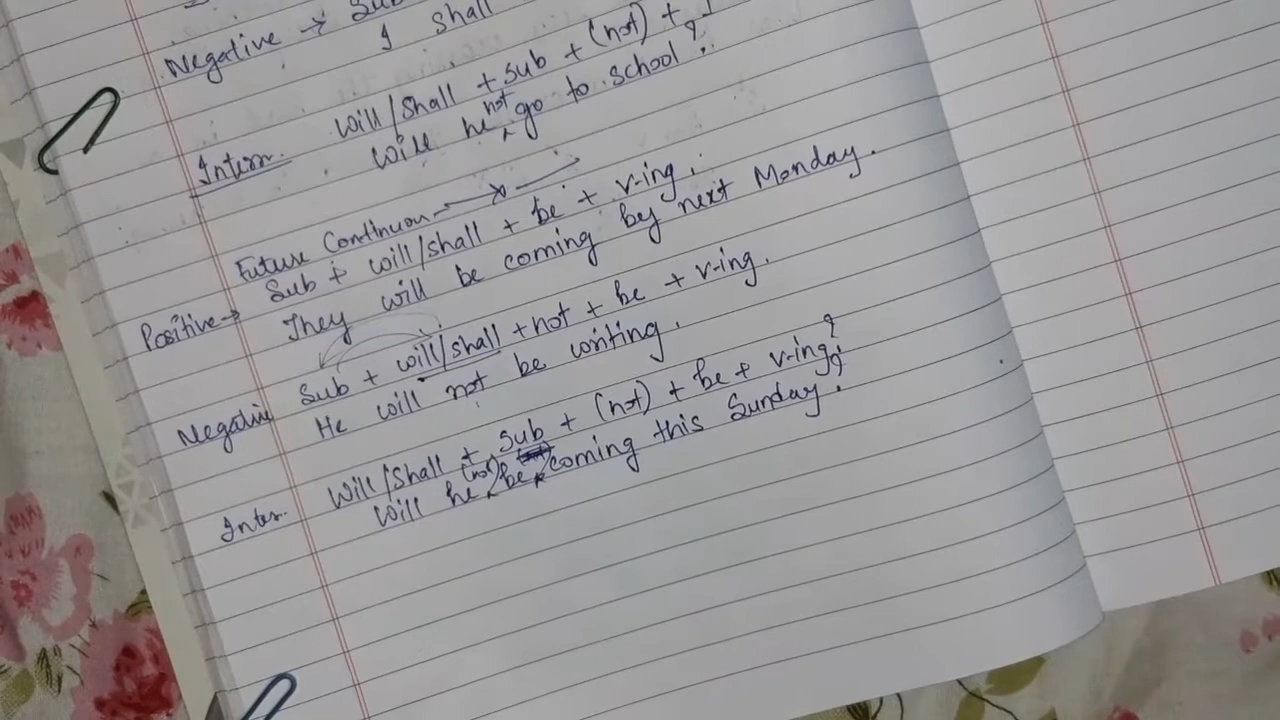 Negative → Sub
I shall
Interr. Will/Shall + Sub + (not) +
Will he not go to school?
Future Continuou
Positive → Sub + will/shall + be + v-ing.
They will be coming by next Monday.
Negative Sub + will/shall + not + be + v-ing.
He will not be writing.
Inter. Will/Shall + sub + (not) + be + v-ing?
Will he (not) be coming this Sunday?